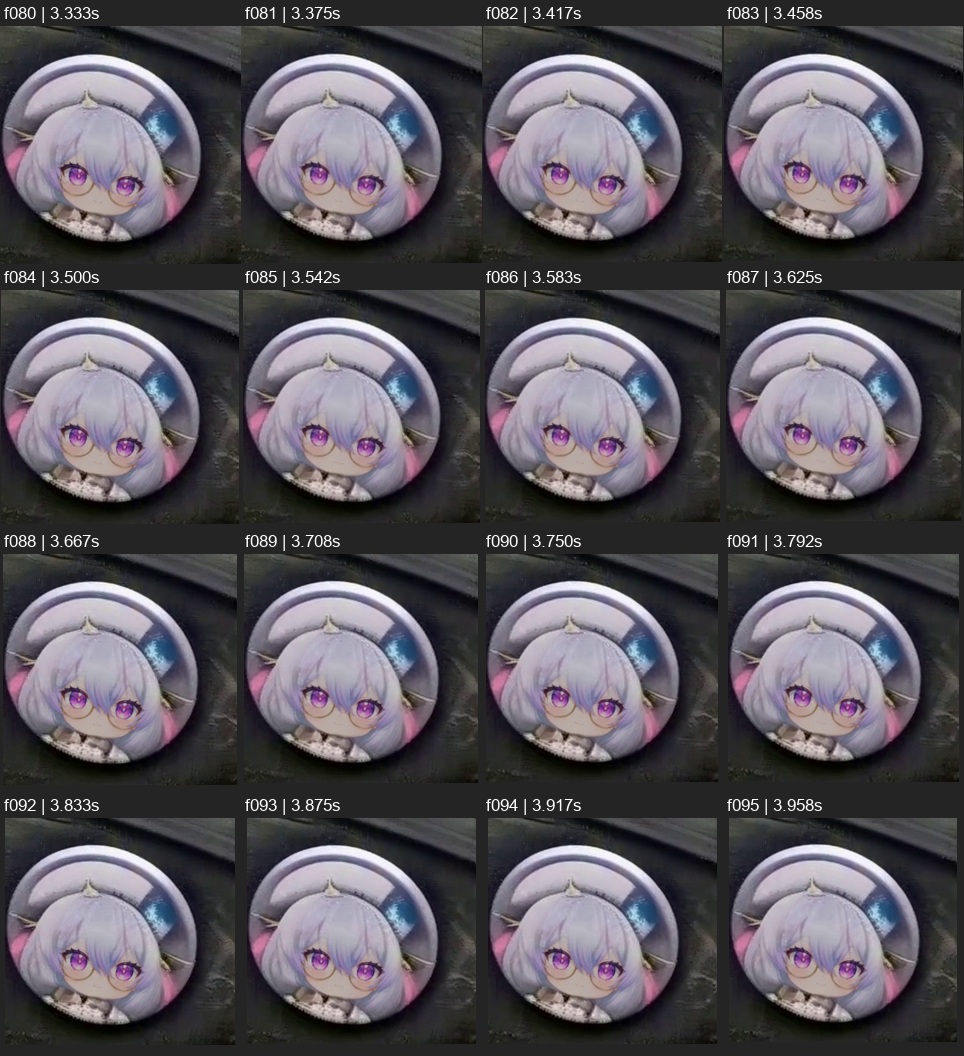 f080 | 3.333s f081 | 3.375s f082 | 3.417s f083 | 3.458s
f084 | 3.500s f085 | 3.542s f086 | 3.583s f087 | 3.625s
f088 | 3.667s f089 | 3.708s f090 | 3.750s f091 | 3.792s
f092 | 3.833s f093 | 3.875s f094 | 3.917s f095 | 3.958s